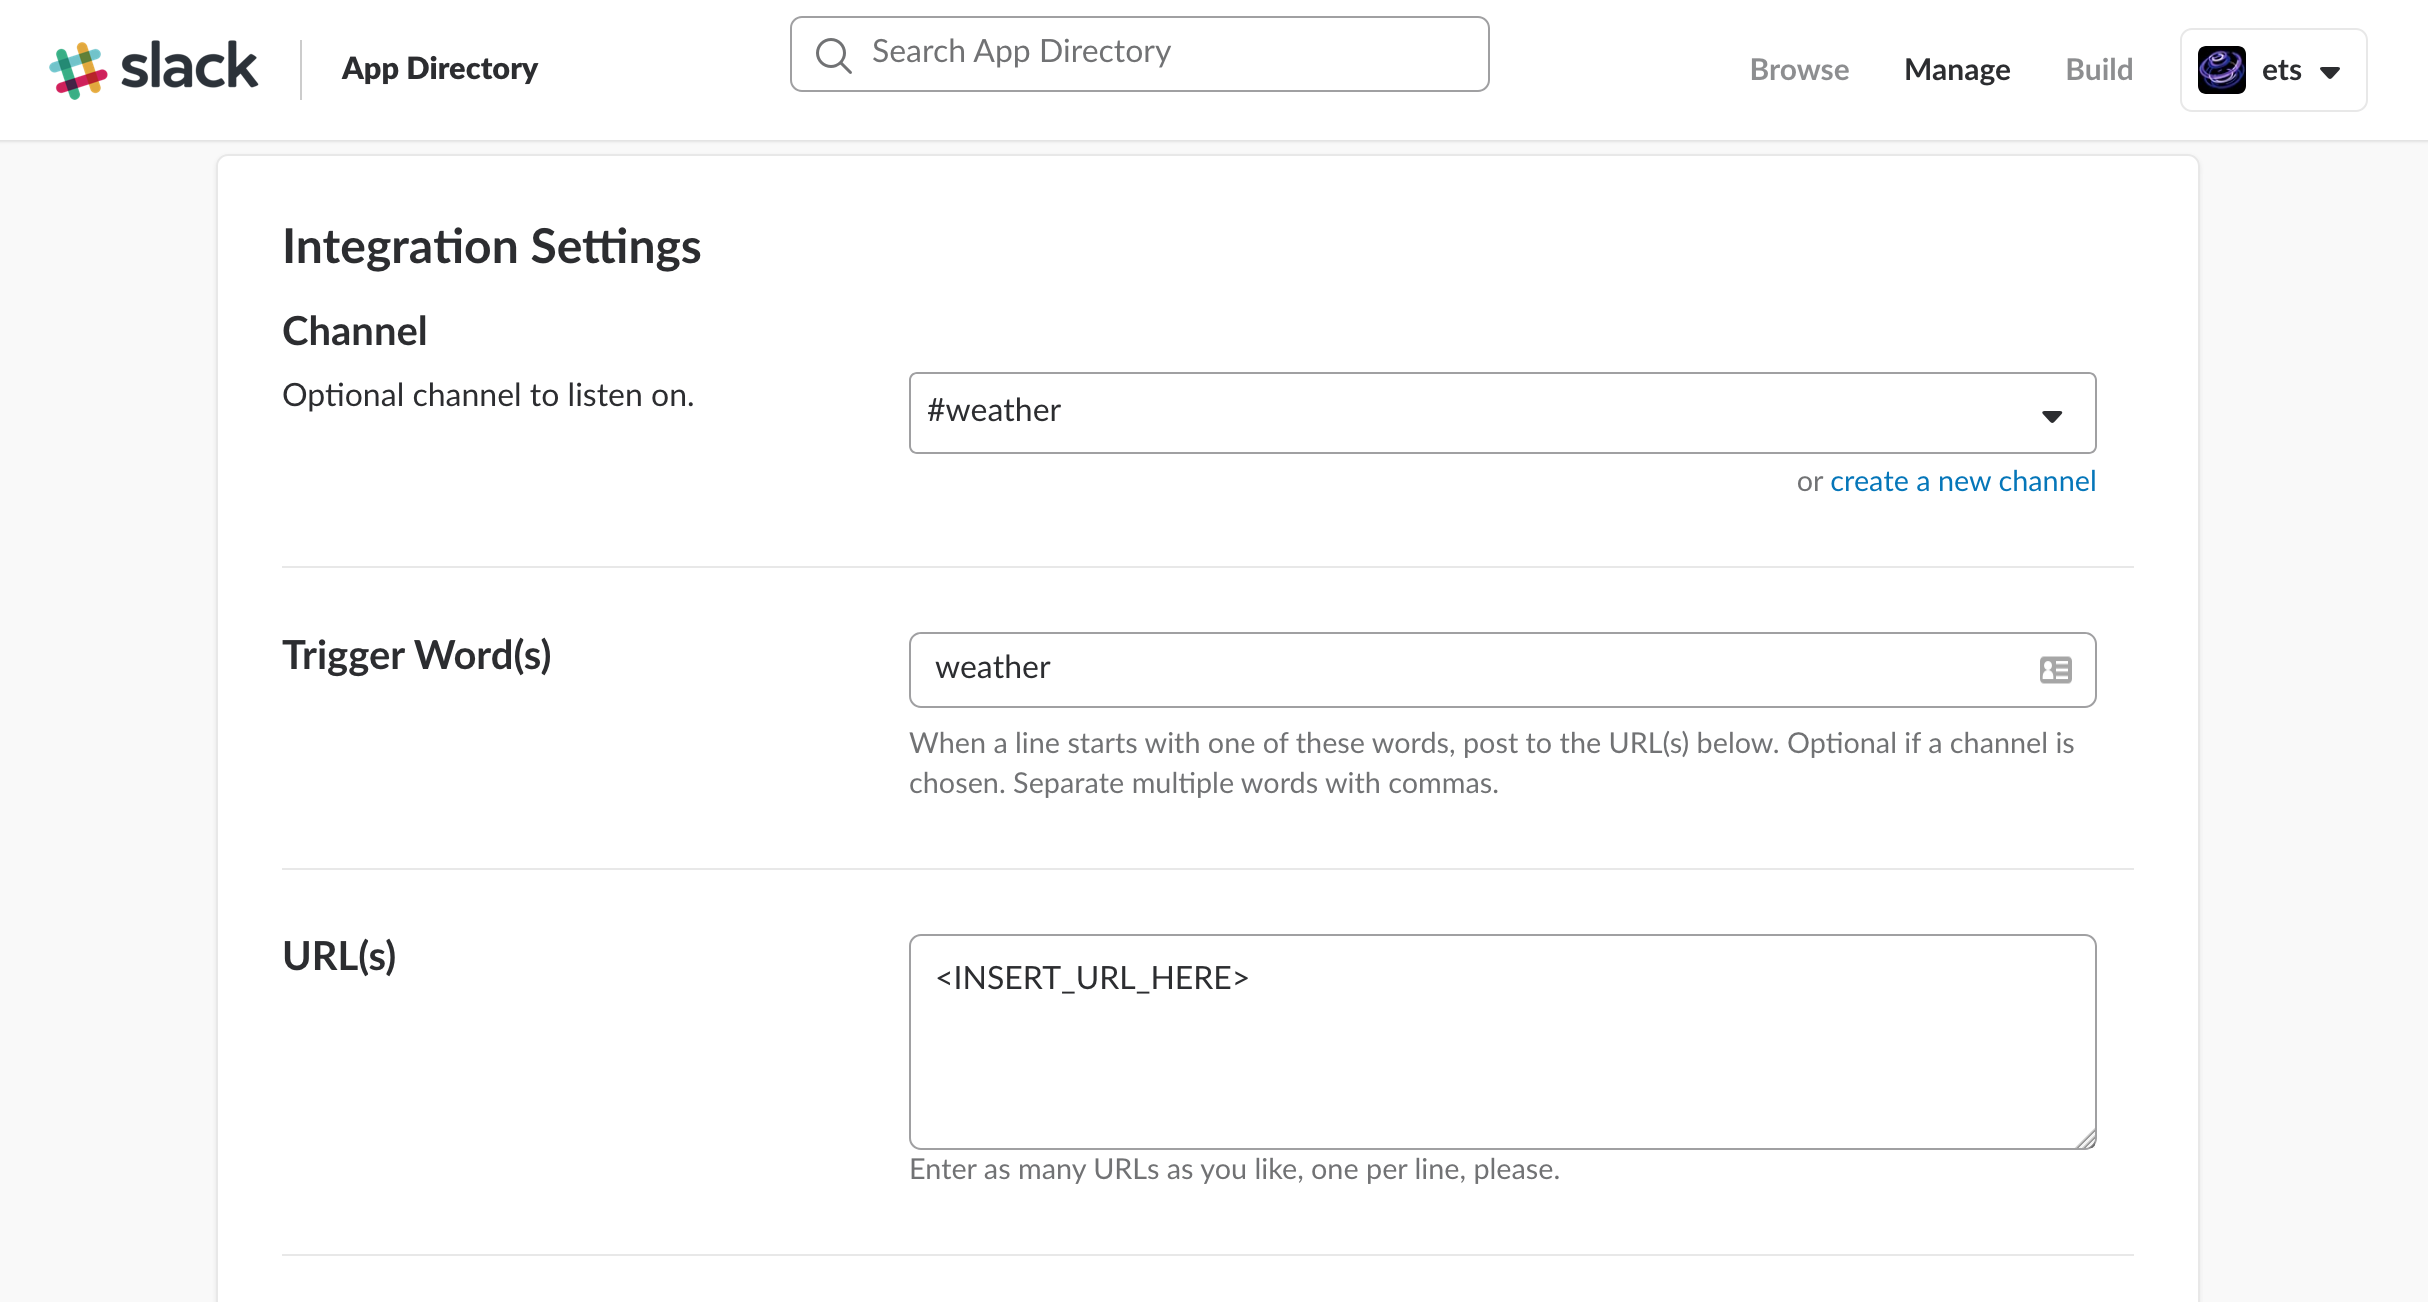 slack
App Directory
Search App Directory
Browse
Manage
Build
ets
Integration Settings
Channel
Optional channel to listen on.
#weather
or create a new channel
Trigger Word(s)
weather
When a line starts with one of these words, post to the URL(s) below. Optional if a channel is
chosen. Separate multiple words with commas.
URL(s)
<INSERT_URL_HERE>
Enter as many URLs as you like, one per line, please.